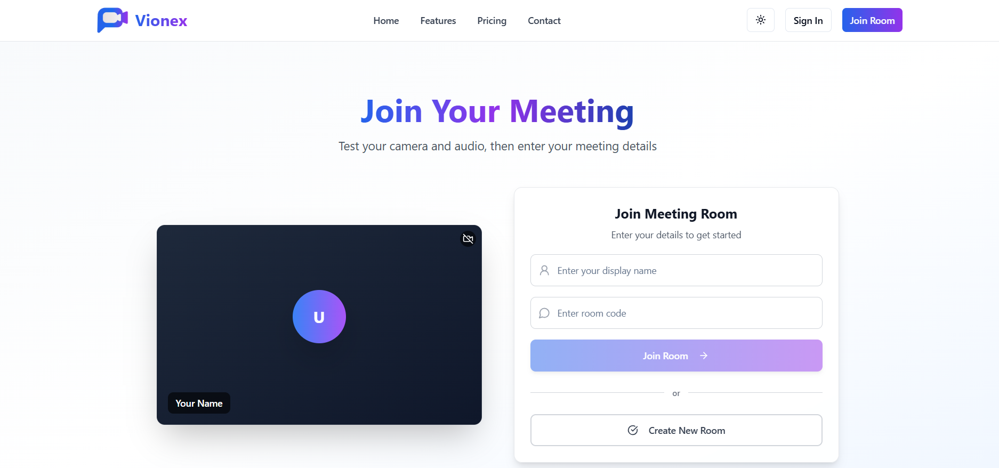 Vionex
Home
Features
Pricing
Contact
Sign In
Join Room
Join Your Meeting
Test your camera and audio, then enter your meeting details
U
Your Name
Join Meeting Room
Enter your details to get started
Enter your display name
Enter room code
Join Room
or
Create New Room